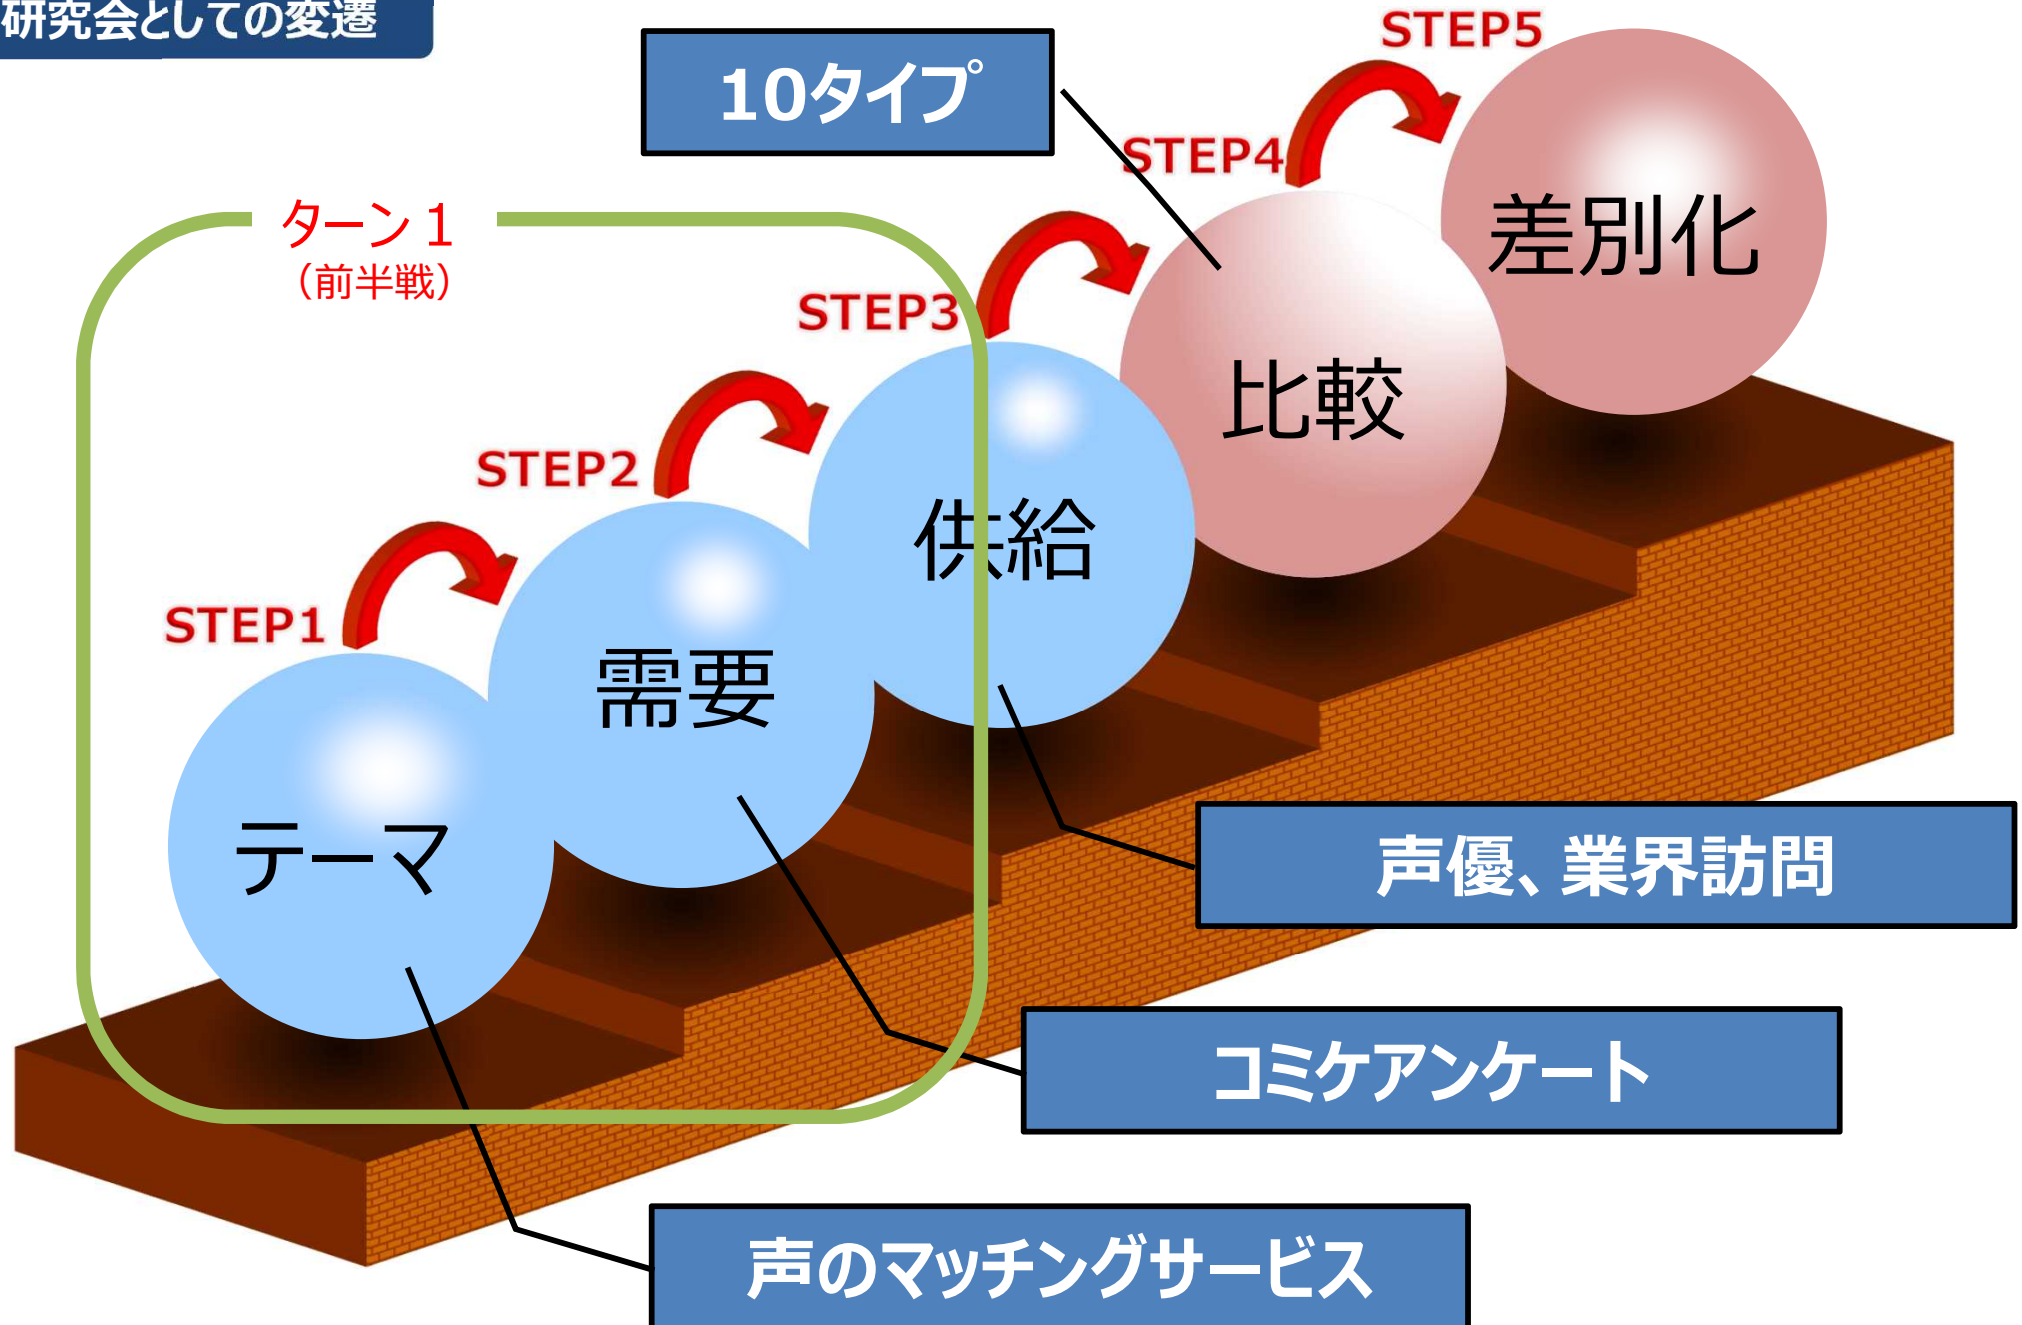 研究会としての変遷
STEP5
10タイプ
STEP4
差別化
ターン１
（前半戦）
STEP3
比較
STEP2
供給
STEP1
需要
テーマ
声優、業界訪問
コミケアンケート
声のマッチングサービス